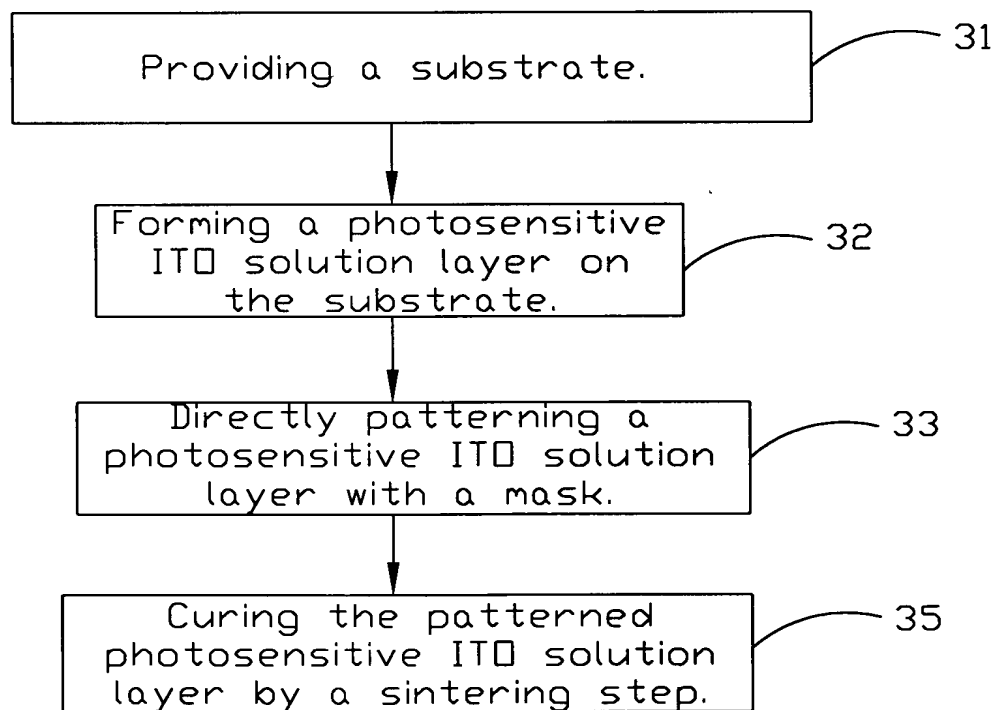 Providing a substrate.
31
Forming a photosensitive
ITO solution layer on
the substrate.
32
Directly patterning a
photosensitive ITO solution
layer with a mask.
33
Curing the patterned
photosensitive ITO solution
layer by a sintering step.
35